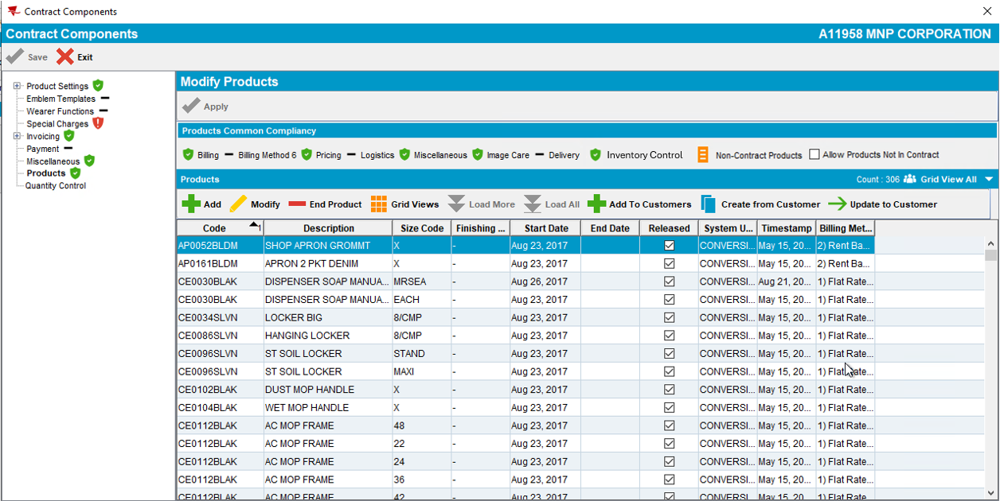 Contract Components
Contract Components A11958 MNP CORPORATION
Save Exit
Product Settings
Emblem Templates
Wearer Functions
Special Charges
Invoicing
Payment
Miscellaneous
Products
Quantity Control
Modify Products
Apply
Products Common Compliancy
Billing Billing Method 6 Pricing Logistics Miscellaneous Image Care Delivery Inventory Control Non-Contract Products Allow Products Not In Contract
Products Count : 306 Grid View All
Add Modify End Product Grid Views Load More Load All Add To Customers Create from Customer Update to Customer
Code 1 Description Size Code Finishing ... Start Date End Date Released System U... Timestamp Billing Met...
AP0052BLDM SHOP APRON GROMMT X - Aug 23, 2017 CONVERSI... May 15, 20... 2) Rent Ba...
AP0161BLDM APRON 2 PKT DENIM X - Aug 23, 2017 CONVERSI... May 15, 20... 2) Rent Ba...
CE0030BLAK DISPENSER SOAP MANUA... MRSEA - Aug 26, 2017 CONVERSI... Aug 21, 20... 1) Flat Rate...
CE0030BLAK DISPENSER SOAP MANUA... EACH - Aug 23, 2017 CONVERSI... May 15, 20... 1) Flat Rate...
CE0034SLVN LOCKER BIG 8/CMP - Aug 23, 2017 CONVERSI... May 15, 20... 1) Flat Rate...
CE0086SLVN HANGING LOCKER 8/CMP - Aug 23, 2017 CONVERSI... May 15, 20... 1) Flat Rate...
CE0096SLVN ST SOIL LOCKER STAND - Aug 23, 2017 CONVERSI... May 15, 20... 1) Flat Rate...
CE0096SLVN ST SOIL LOCKER MAXI - Aug 23, 2017 CONVERSI... May 15, 20... 1) Flat Rate...
CE0102BLAK DUST MOP HANDLE X - Aug 23, 2017 CONVERSI... May 15, 20... 1) Flat Rate...
CE0104BLAK WET MOP HANDLE X - Aug 23, 2017 CONVERSI... May 15, 20... 1) Flat Rate...
CE0112BLAK AC MOP FRAME 48 - Aug 23, 2017 CONVERSI... May 15, 20... 1) Flat Rate...
CE0112BLAK AC MOP FRAME 22 - Aug 23, 2017 CONVERSI... May 15, 20... 1) Flat Rate...
CE0112BLAK AC MOP FRAME 24 - Aug 23, 2017 CONVERSI... May 15, 20... 1) Flat Rate...
CE0112BLAK AC MOP FRAME 36 - Aug 23, 2017 CONVERSI... May 15, 20... 1) Flat Rate...
CE0112BLAK AC MOP FRAME 42 - Aug 23, 2017 CONVERSI... May 15, 20... 1) Flat Rate...